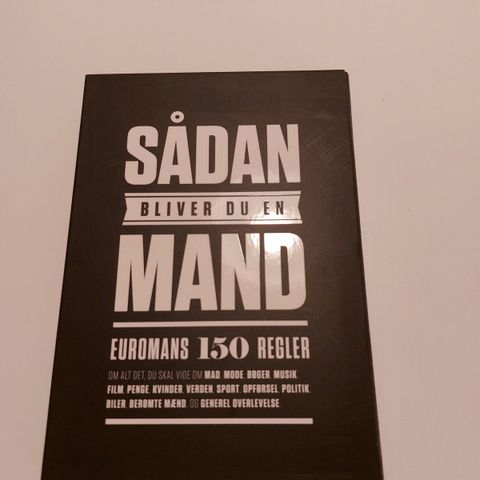 SÅDAN
BLIVER DU EN
MAND
EUROMANS 150 REGLER
OM ALT DET, DU SKAL VIDE OM MAD, MODE, BØGER, MUSIK,
FILM, PENGE, KVINDER, VERDEN, SPORT, OPFØRSEL, POLITIK,
BILER, BERØMTE MÆND, OG GENEREL OVERLEVELSE